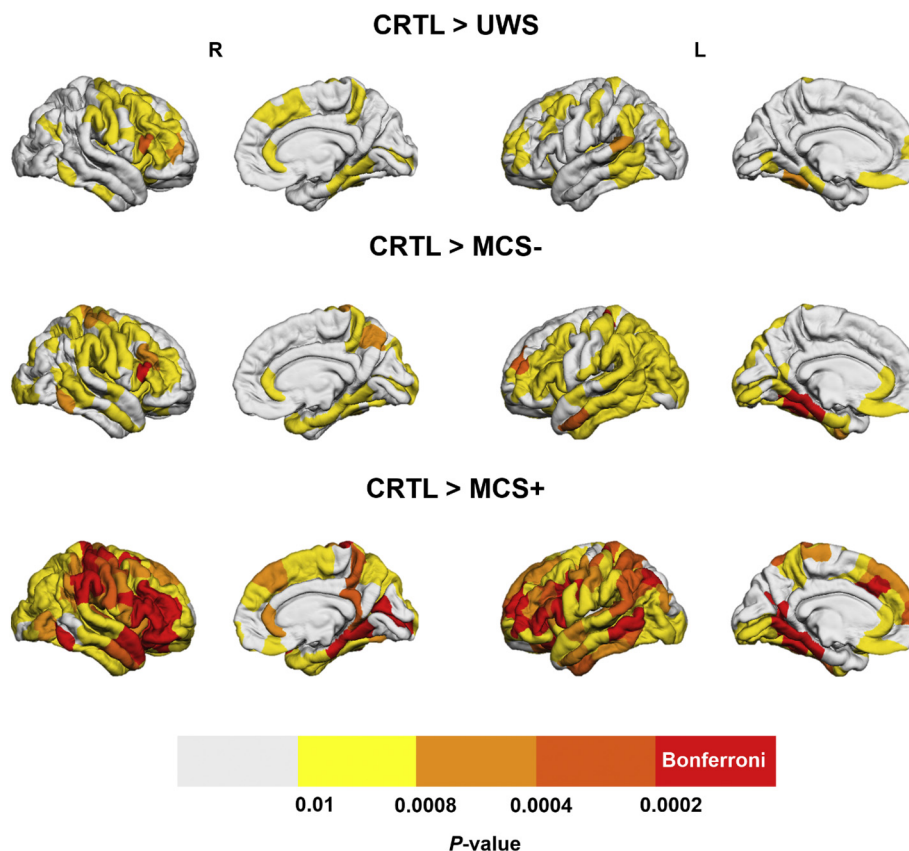 CRTL > UWS
R L
CRTL > MCS-
CRTL > MCS+
Bonferroni
0.01 0.0008 0.0004 0.0002
P-value